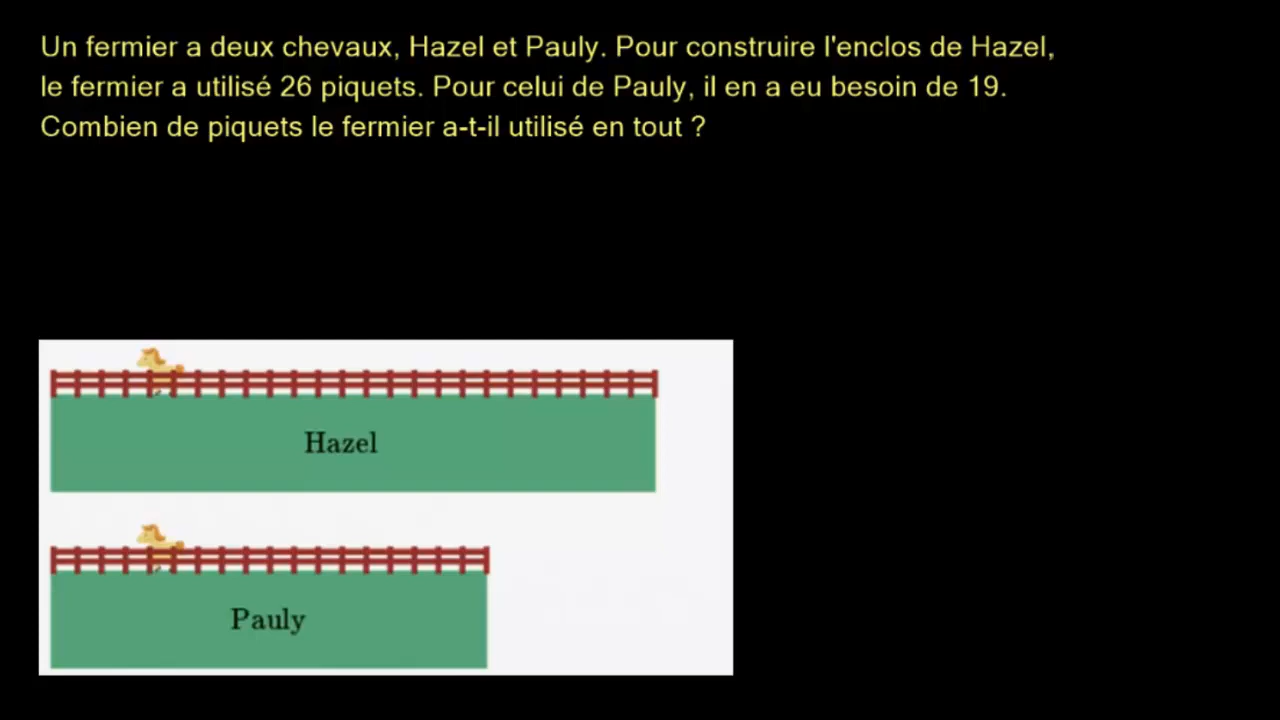 Un fermier a deux chevaux, Hazel et Pauly. Pour construire l'enclos de Hazel,
le fermier a utilisé 26 piquets. Pour celui de Pauly, il en a eu besoin de 19.
Combien de piquets le fermier a-t-il utilisé en tout ?
Hazel
Pauly